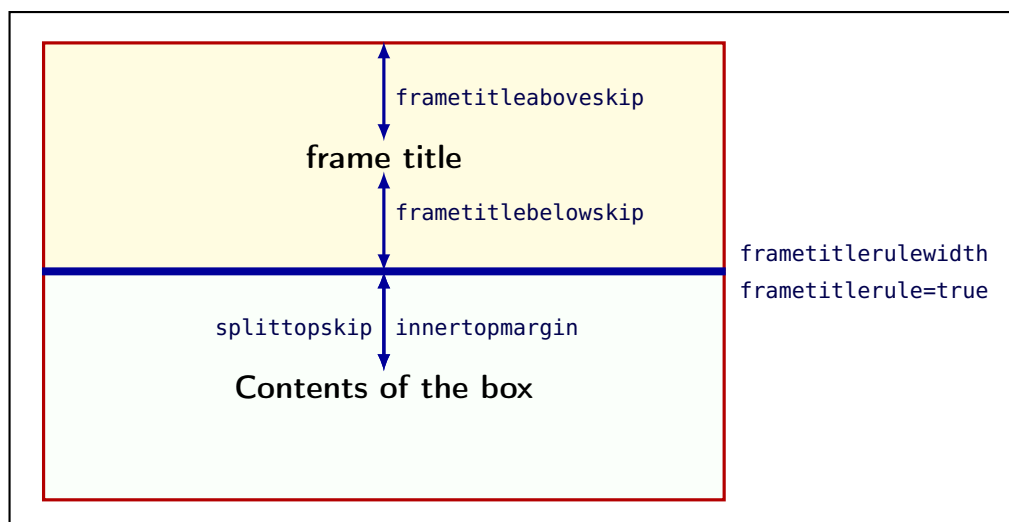 frametitleaboveskip
frame title
frametitlebelowskip
frametitlerulewidth
frametitlerule=true
splittopskip innertopmargin
Contents of the box